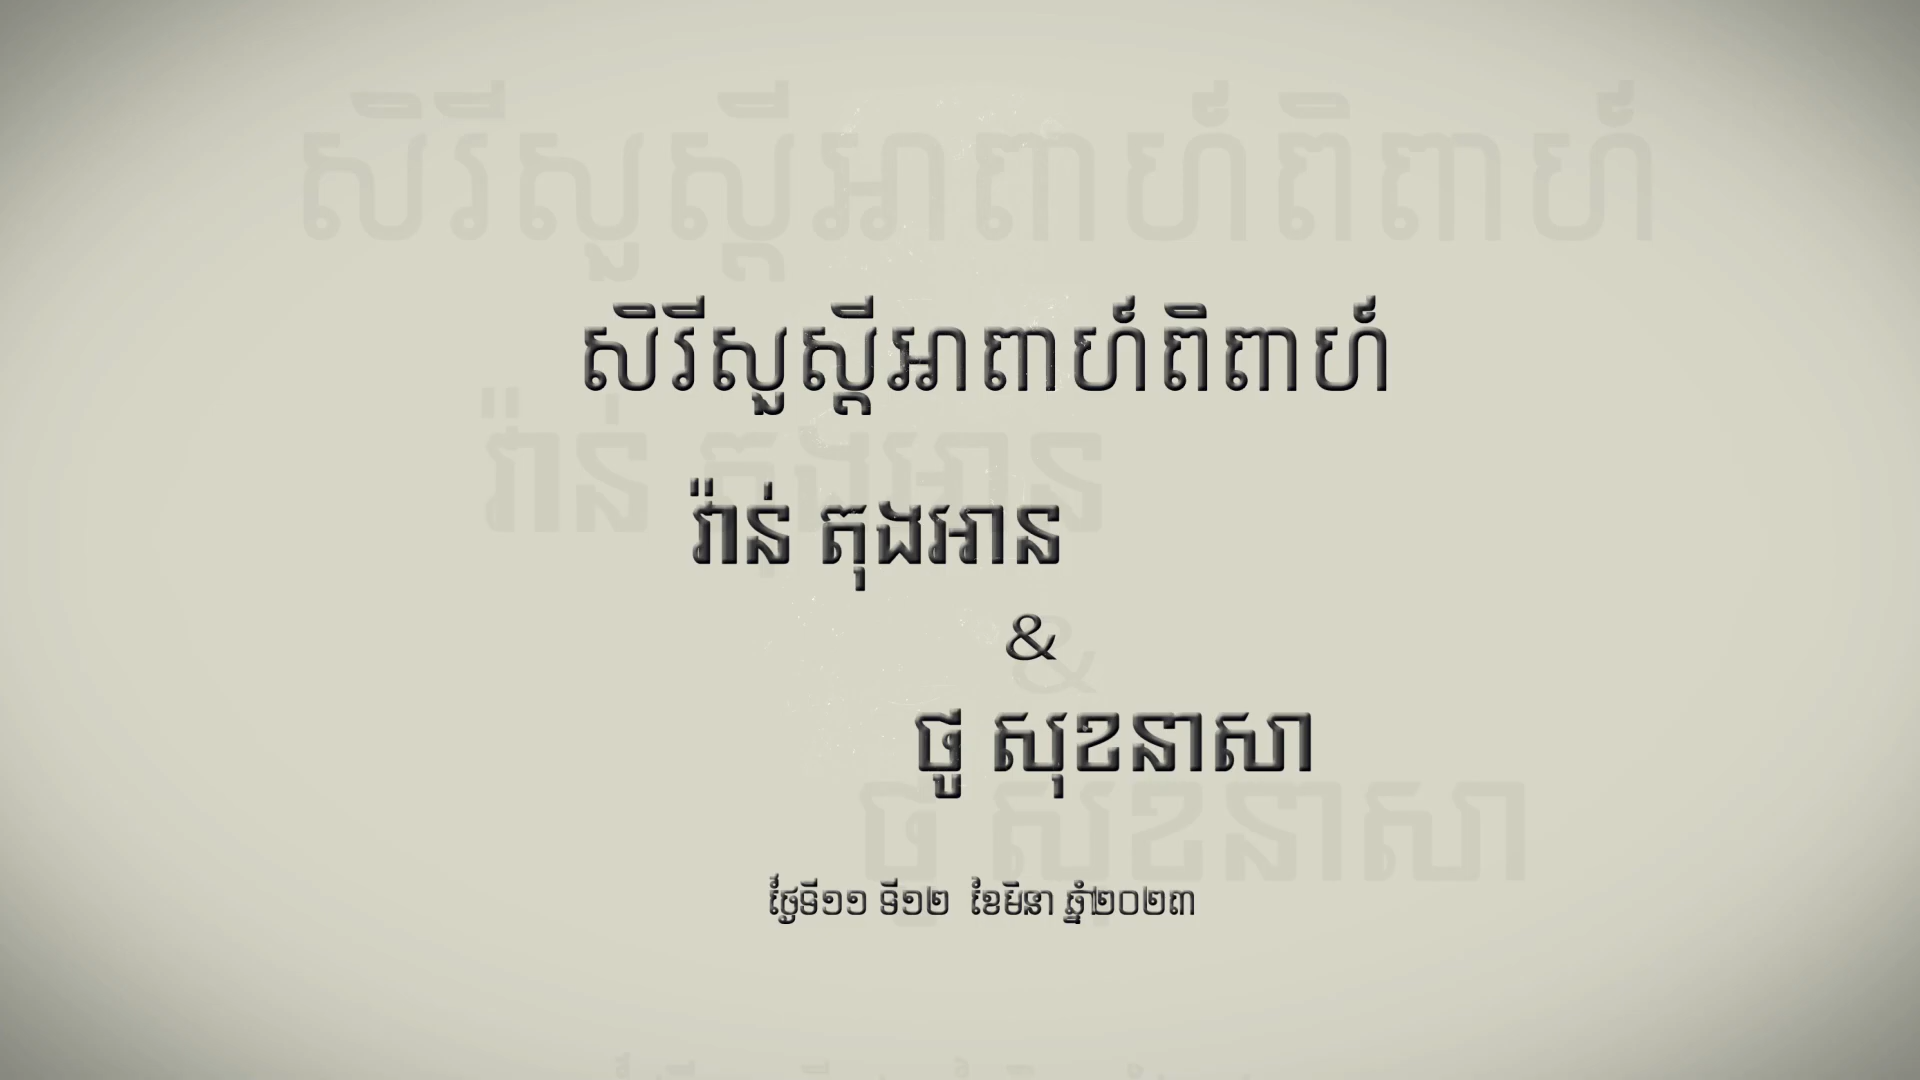 សិរីសួស្តីអាពាហ៍ពិពាហ៍
វ៉ាន់ តុងអាន
&
ថូ សុខនាសា
ថ្ងៃទី១១ ទី១២ ខែមីនា ឆ្នាំ២០២៣